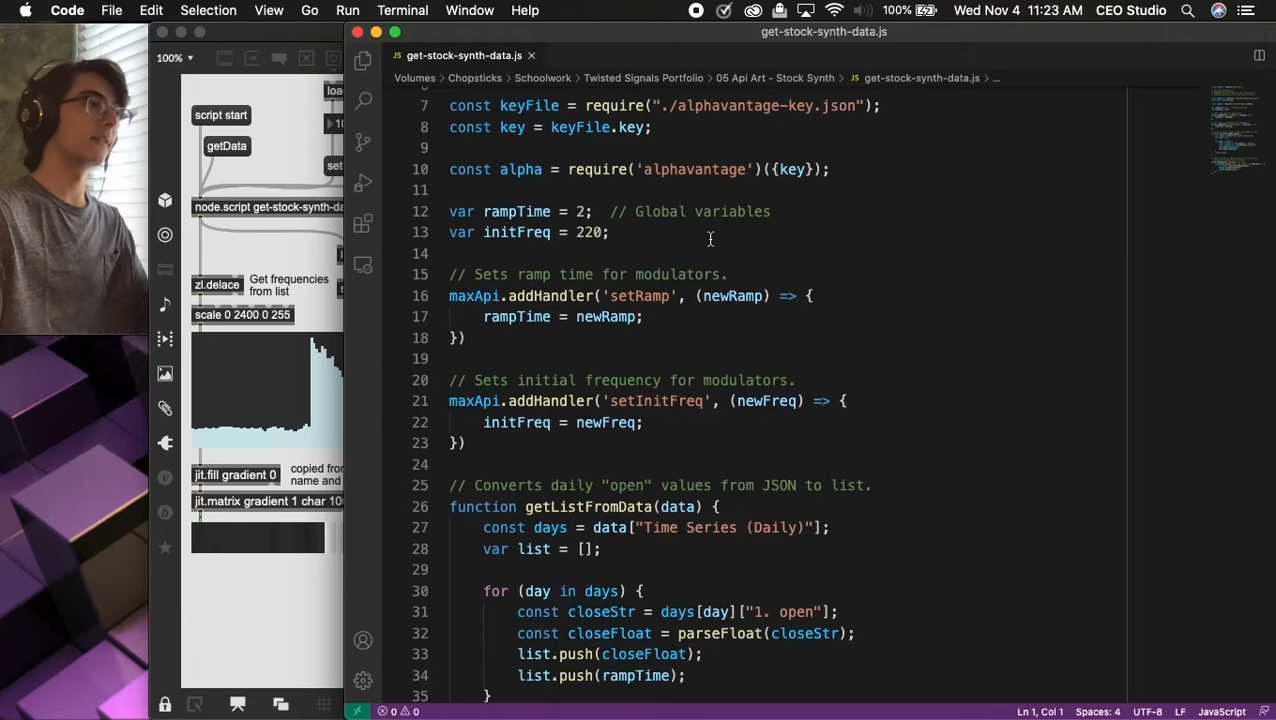 Code File Edit Selection View Go Run Terminal Window Help
100% Wed Nov 4 11:23 AM CEO Studio
100%
script start
getData
node.script get-stock-synth-da
zl.delace
Get frequencies
from list
scale 0 2400 0 255
jit.fill gradient 0
copied from
name and
jit.matrix gradient 1 char 10
get-stock-synth-data.js
JS get-stock-synth-data.js
Volumes > Chopsticks > Schoolwork > Twisted Signals Portfolio > 05 Api Art - Stock Synth > JS get-stock-synth-data.js > ...
7 const keyFile = require("./alphavantage-key.json");
8 const key = keyFile.key;
9
10 const alpha = require('alphavantage')({key});
11
12 var rampTime = 2; // Global variables
13 var initFreq = 220;
14
15 // Sets ramp time for modulators.
16 maxApi.addHandler('setRamp', (newRamp) => {
17 rampTime = newRamp;
18 })
19
20 // Sets initial frequency for modulators.
21 maxApi.addHandler('setInitFreq', (newFreq) => {
22 initFreq = newFreq;
23 })
24
25 // Converts daily "open" values from JSON to list.
26 function getListFromData(data) {
27 const days = data["Time Series (Daily)"];
28 var list = [];
29
30 for (day in days) {
31 const closeStr = days[day]["1. open"];
32 const closeFloat = parseFloat(closeStr);
33 list.push(closeFloat);
34 list.push(rampTime);
35 }
0 0 Ln 1, Col 1 Spaces: 4 UTF-8 LF JavaScript